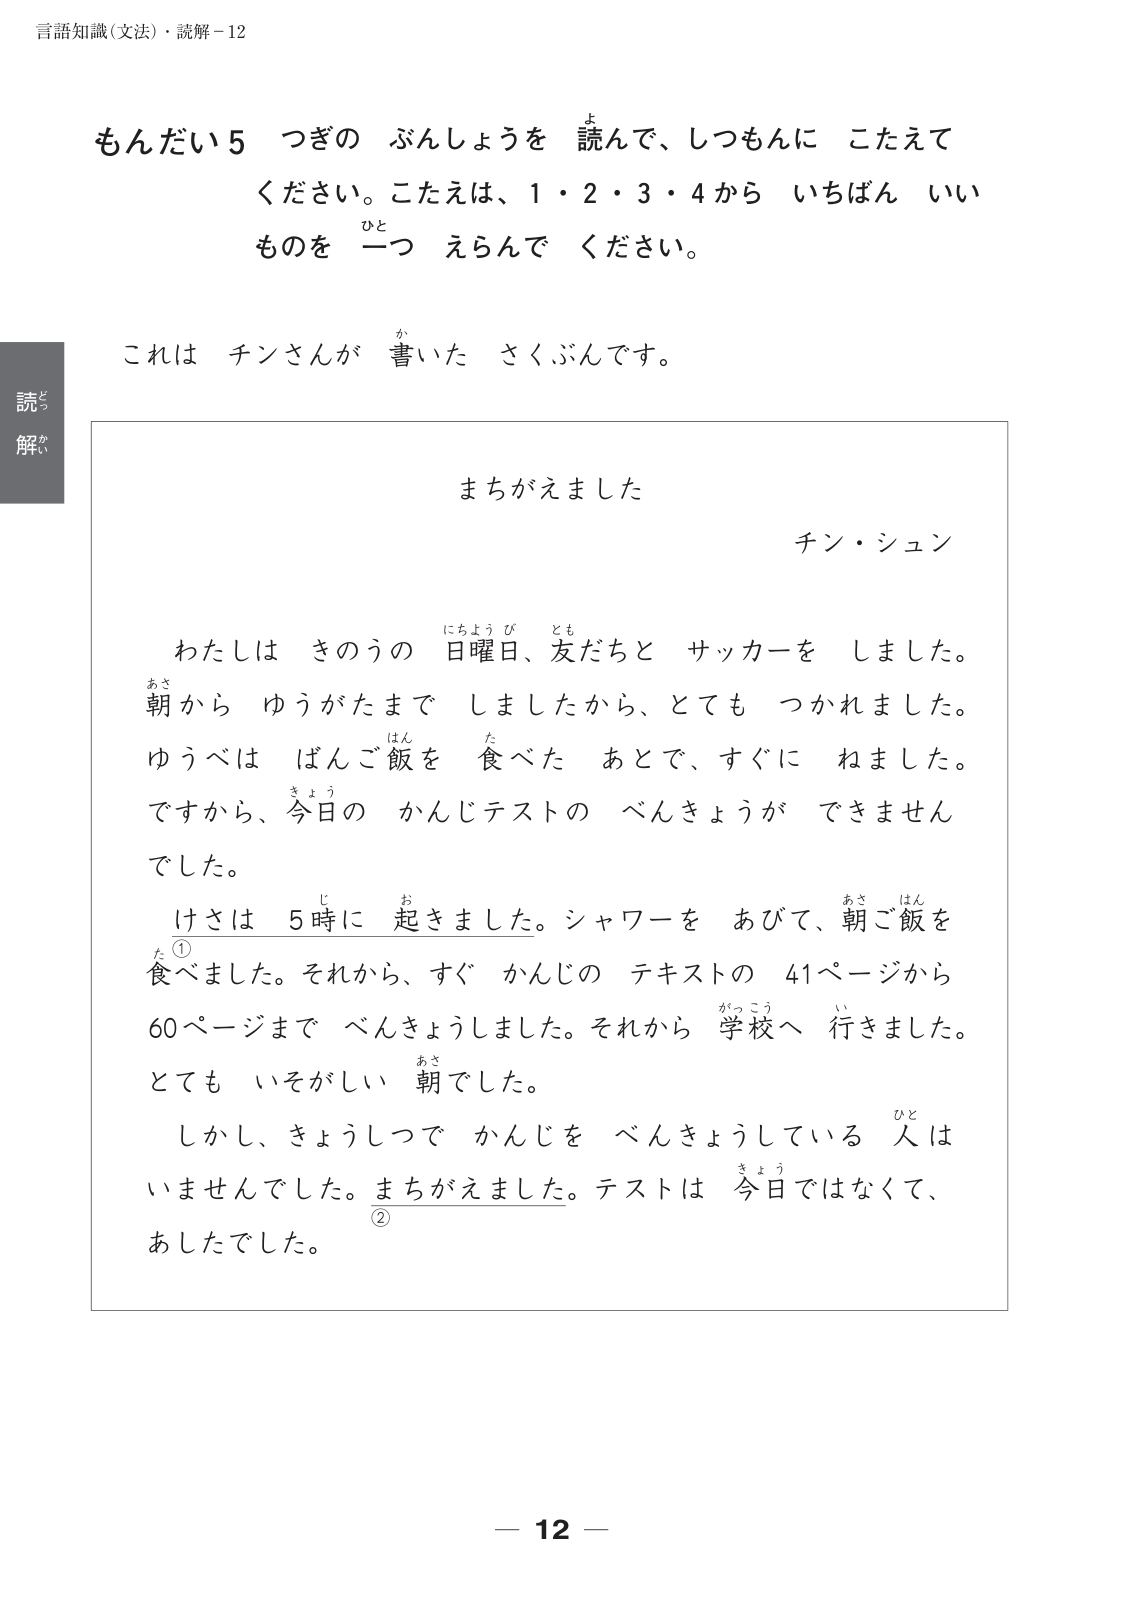 言語知識(文法)・読解－12
もんだい5　つぎの　ぶんしょうを　読んで、しつもんに　こたえて
ください。こたえは、1・2・3・4から　いちばん　いい
ものを　一つ　えらんで　ください。
これは　チンさんが　書いた　さくぶんです。
読解
まちがえました
チン・シュン
わたしは　きのうの　日曜日、友だちと　サッカーを　しました。
朝から　ゆうがたまで　しましたから、とても　つかれました。
ゆうべは　ばんご飯を　食べた　あとで、すぐに　ねました。
ですから、今日の　かんじテストの　べんきょうが　できません
でした。
けさは　5時に　起きました。シャワーを　あびて、朝ご飯を
①
食べました。それから、すぐ　かんじの　テキストの　41ページから
60ページまで　べんきょうしました。それから　学校へ　行きました。
とても　いそがしい　朝でした。
しかし、きょうしつで　かんじを　べんきょうしている　人は
いませんでした。まちがえました。テストは　今日ではなくて、
②
あしたでした。
— 12 —